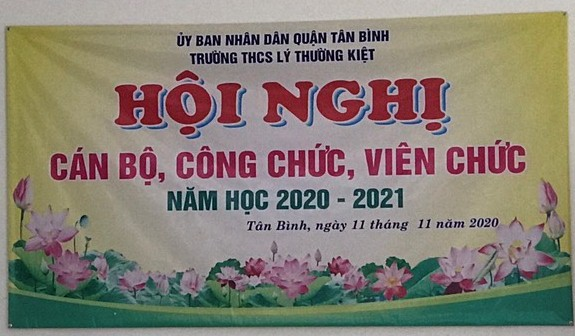 ỦY BAN NHÂN DÂN QUẬN TÂN BÌNH
TRƯỜNG THCS LÝ THƯỜNG KIỆT
HỘI NGHỊ
CÁN BỘ, CÔNG CHỨC, VIÊN CHỨC
NĂM HỌC 2020 - 2021
Tân Bình, ngày 11 tháng 11 năm 2020